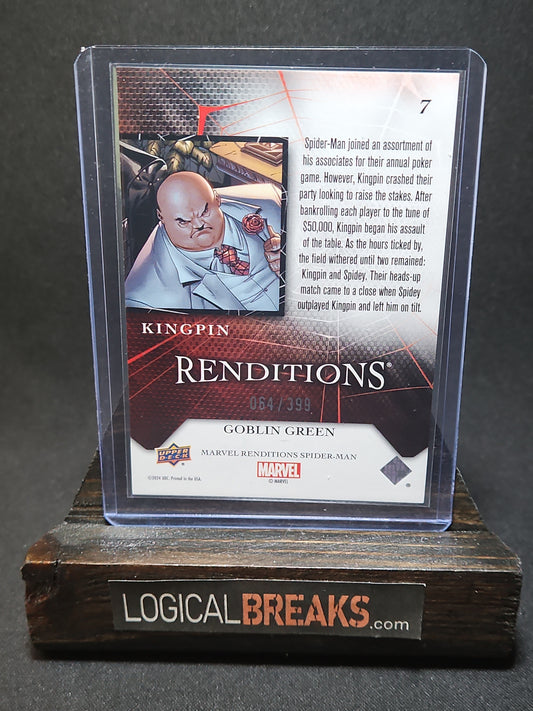 7
Spider-Man joined an assortment of
his associates for their annual poker
game. However, Kingpin crashed their
party looking to raise the stakes. After
bankrolling each player to the tune of
$50,000, Kingpin began his assault
of the table. As the hours ticked by,
the field withered until two remained:
Kingpin and Spidey. Their heads-up
match came to a close when Spidey
outplayed Kingpin and left him on tilt.
KINGPIN
RENDITIONS®
064/399
GOBLIN GREEN
MARVEL RENDITIONS SPIDER-MAN
UPPER DECK
MARVEL
© MARVEL
©2024 UDC. Printed in the USA.
LOGICALBREAKS.com